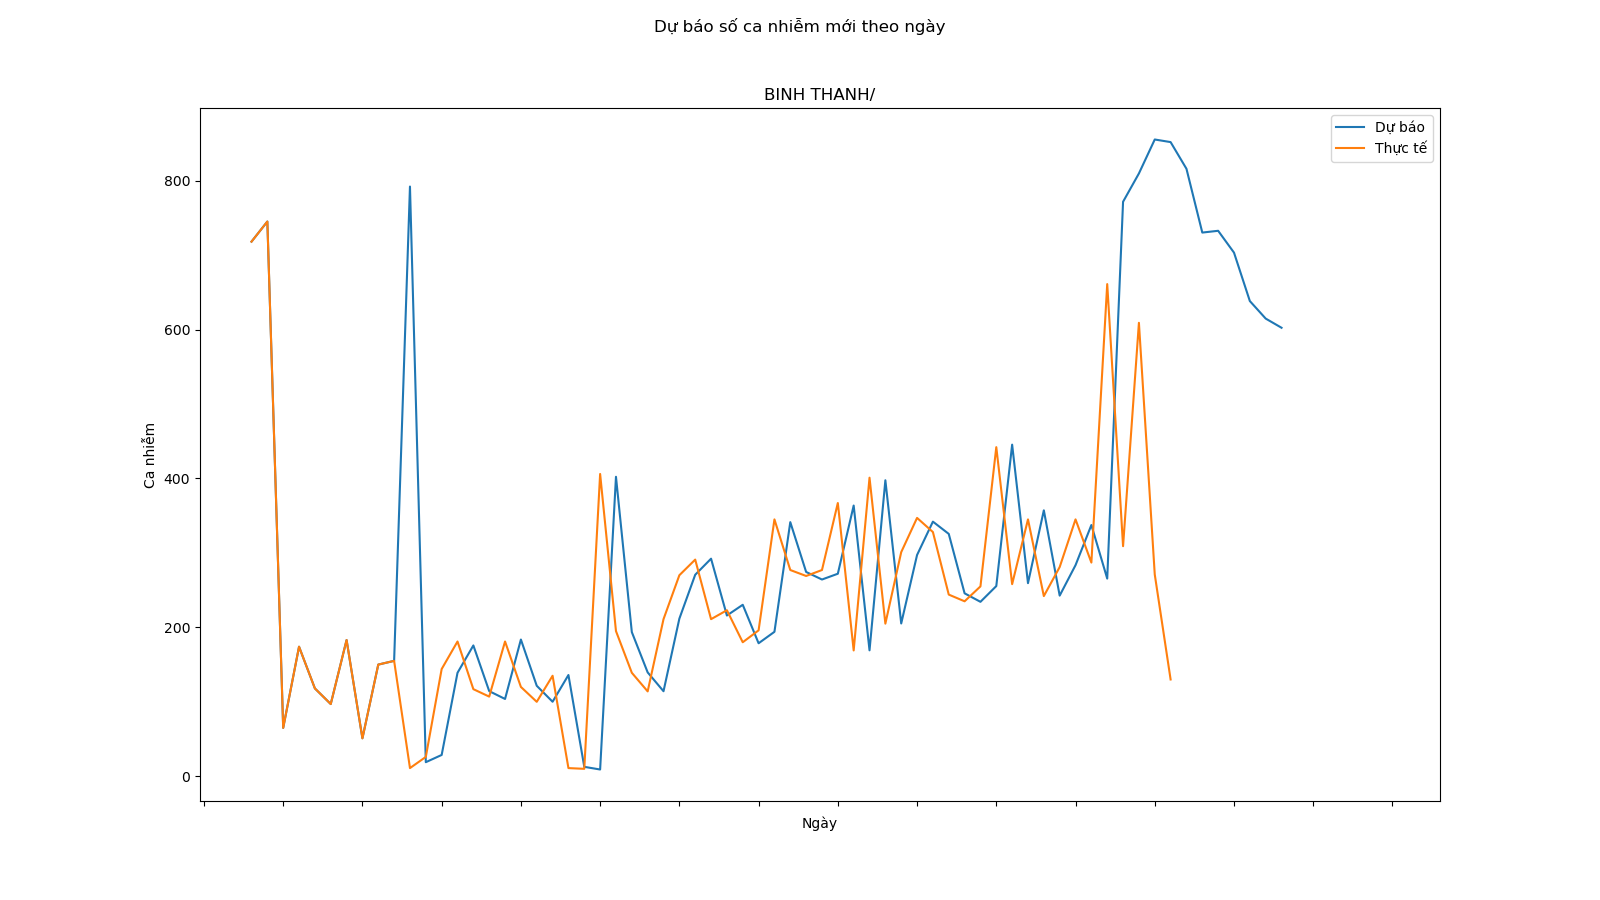 Dự báo số ca nhiễm mới theo ngày
BINH THANH/
Dự báo
Thực tế
800
600
400
200
0
Ca nhiễm
Ngày